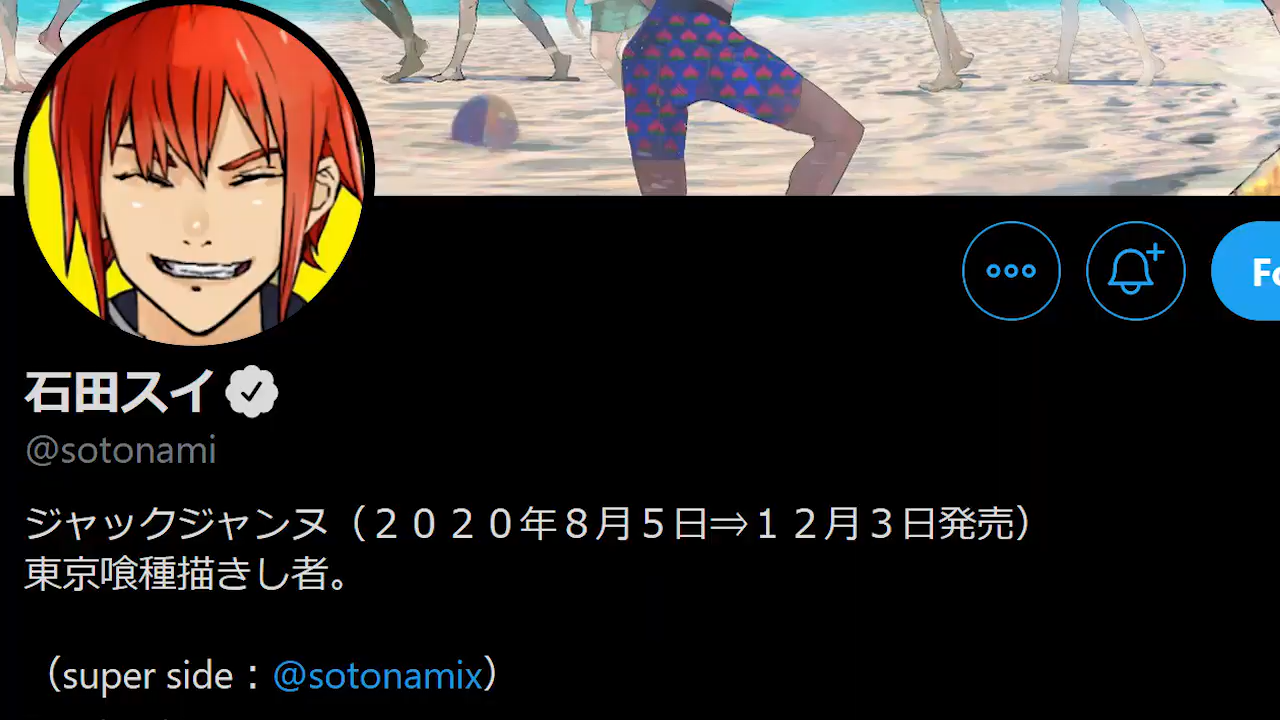 Fo
石田スイ
@sotonami
ジャックジャンヌ（２０２０年８月５日⇒１２月３日発売）
東京喰種描きし者。
（super side：@sotonamix）